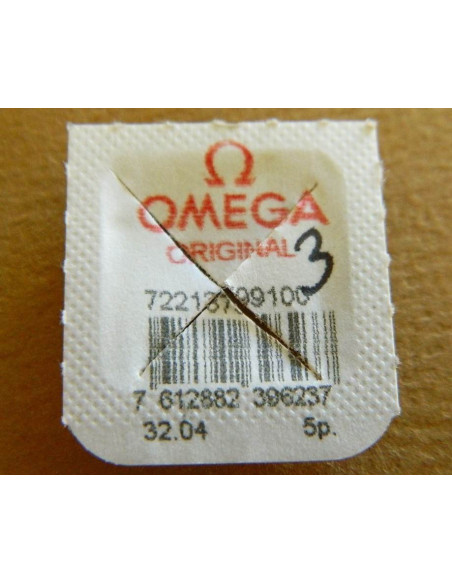 Ω
OMEGA
ORIGINAL
3
7 612882 396237
32.04 5p.